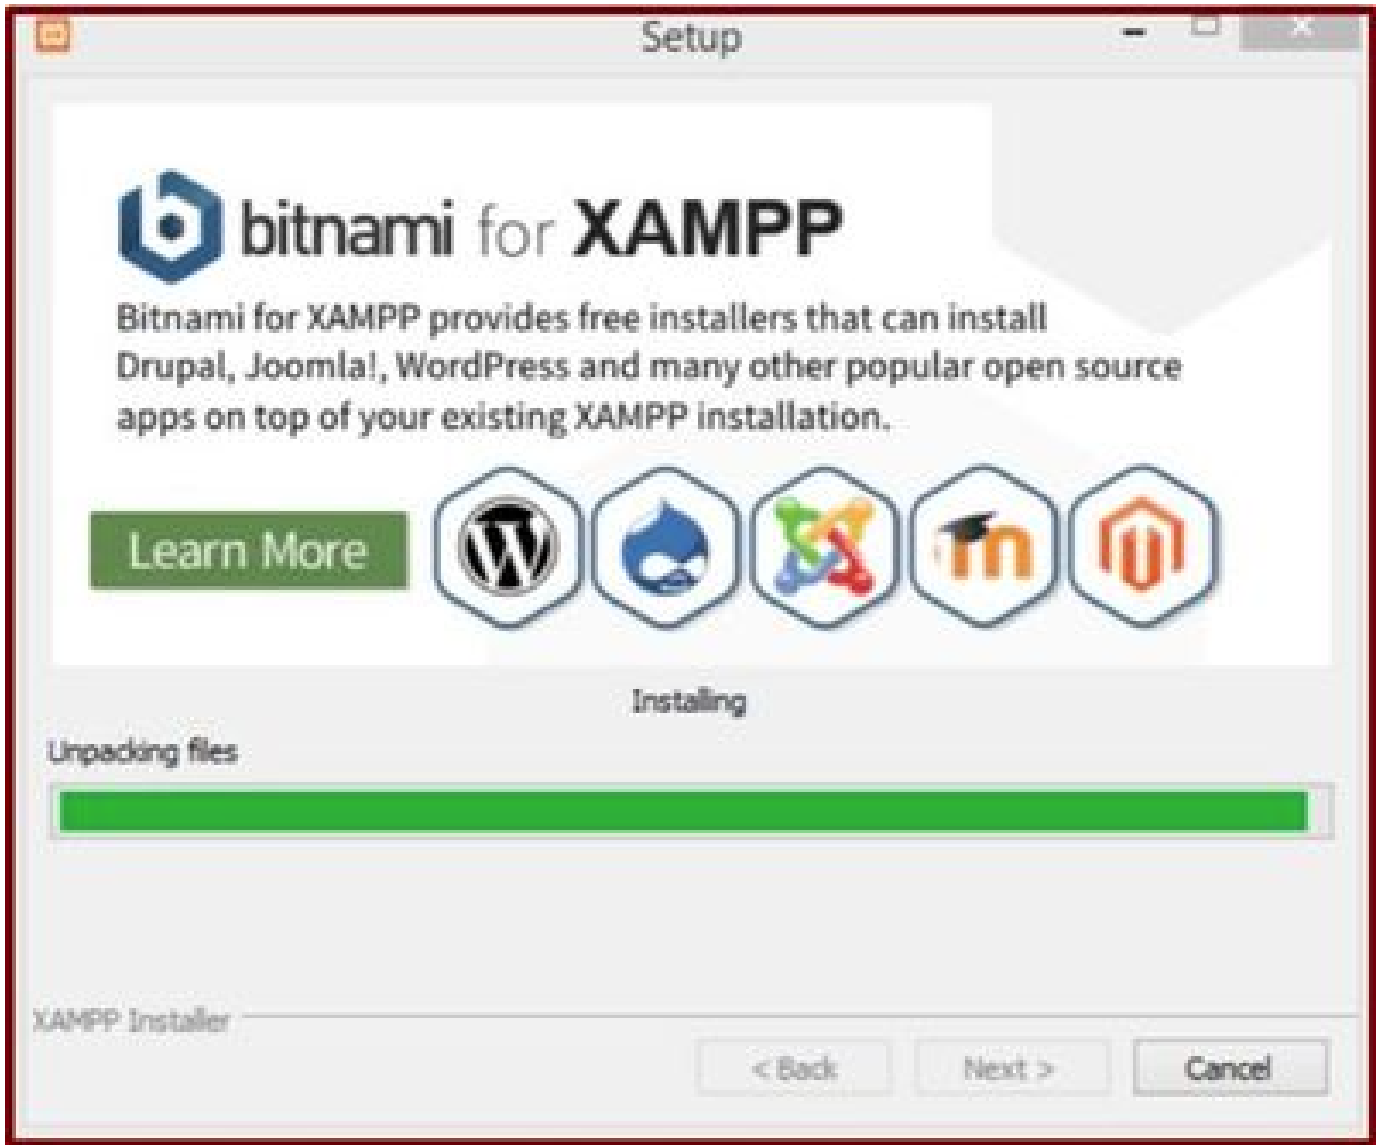 Setup
bitnami for XAMPP
Bitnami for XAMPP provides free installers that can install
Drupal, Joomla!, WordPress and many other popular open source
apps on top of your existing XAMPP installation.
Learn More
Installing
Unpacking files
XAMPP Installer
< Back Next > Cancel